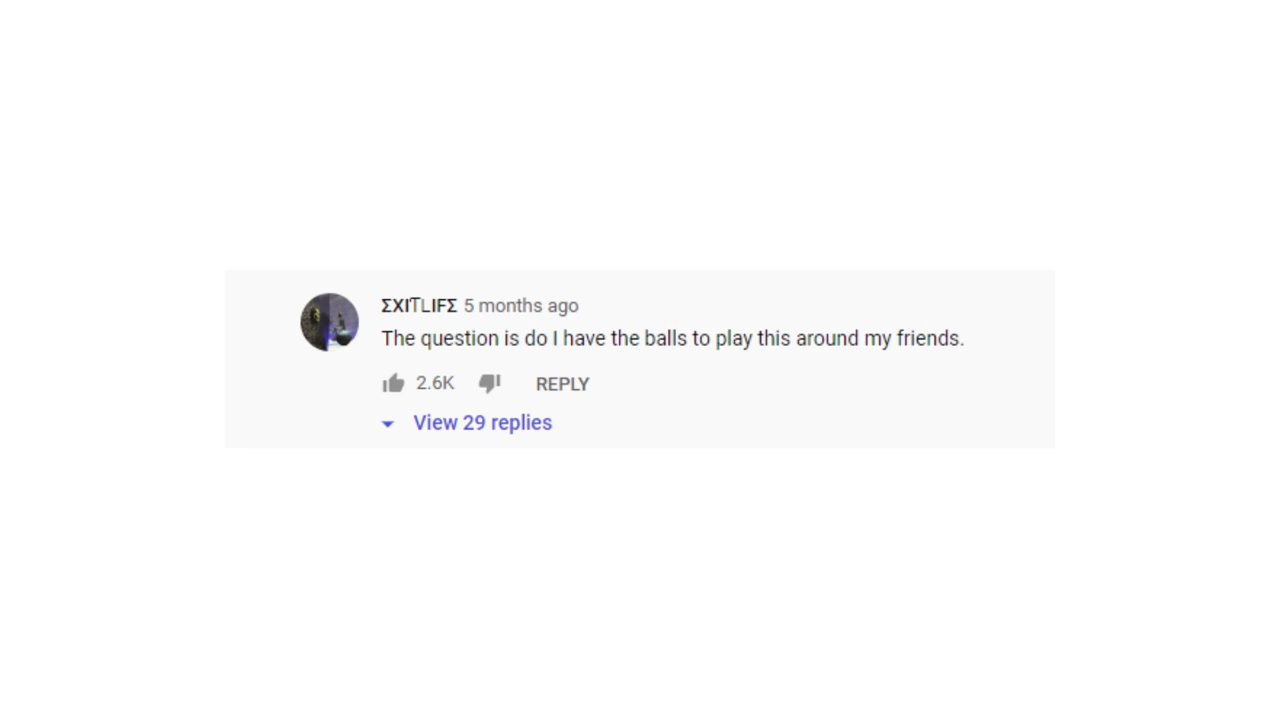 ΣXITLIFΣ 5 months ago
The question is do I have the balls to play this around my friends.
2.6K REPLY
View 29 replies